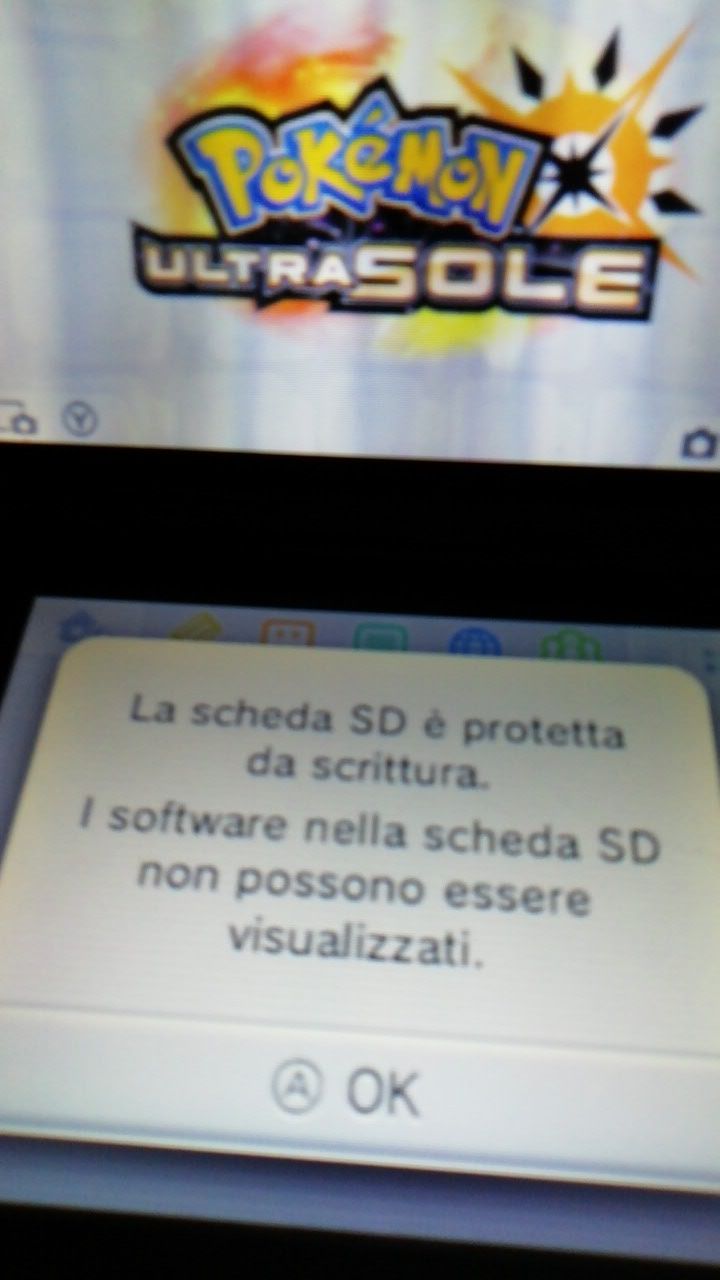 POKÉMON
ULTRASOLE
Y
La scheda SD è protetta
da scrittura.
I software nella scheda SD
non possono essere
visualizzati.
A OK